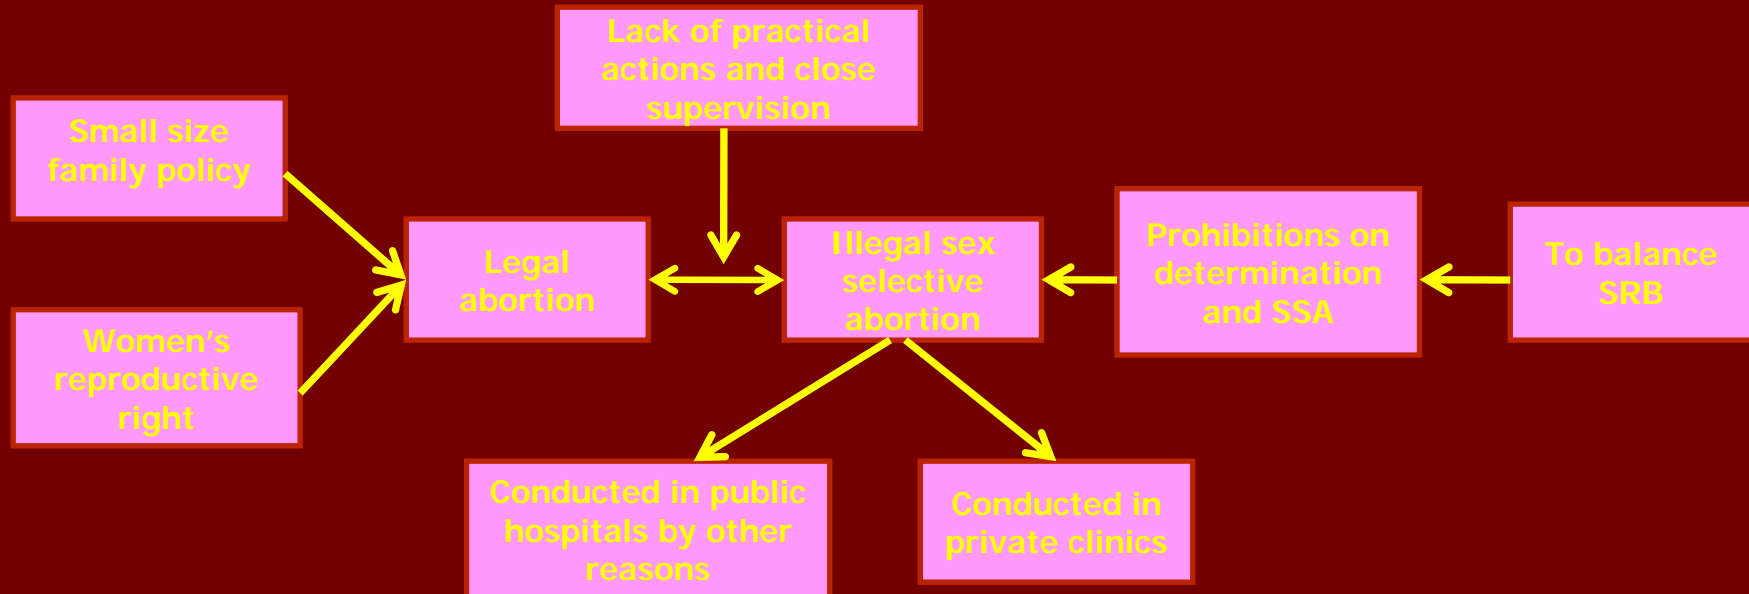 Lack of practical
actions and close
supervision
Small size
family policy
Women’s
reproductive
right
Legal
abortion
Illegal sex
selective
abortion
Prohibitions on
determination
and SSA
To balance
SRB
Conducted in public
hospitals by other
reasons
Conducted in
private clinics